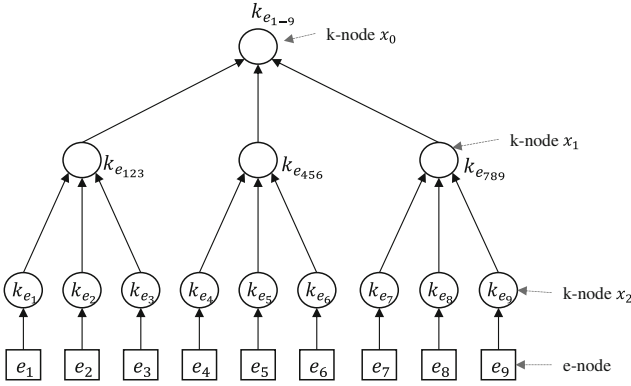 k_{e_{1-9}}
k-node x_0
k-node x_1
k_{e_{123}} k_{e_{456}} k_{e_{789}}
k_{e_1} k_{e_2} k_{e_3} k_{e_4} k_{e_5} k_{e_6} k_{e_7} k_{e_8} k_{e_9} k-node x_2
e_1 e_2 e_3 e_4 e_5 e_6 e_7 e_8 e_9 e-node